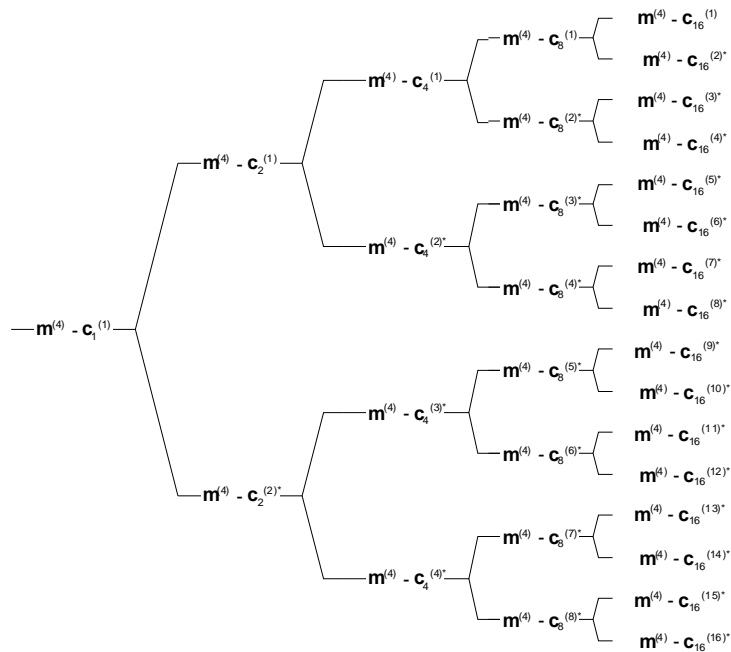 m(4) - c16(1)
m(4) - c8(1)
m(4) - c16(2)*
m(4) - c4(1)
m(4) - c16(3)*
m(4) - c8(2)*
m(4) - c16(4)*
m(4) - c2(1)
m(4) - c16(5)*
m(4) - c8(3)*
m(4) - c16(6)*
m(4) - c4(2)*
m(4) - c16(7)*
m(4) - c8(4)*
m(4) - c16(8)*
m(4) - c1(1)
m(4) - c16(9)*
m(4) - c8(5)*
m(4) - c16(10)*
m(4) - c4(3)*
m(4) - c16(11)*
m(4) - c8(6)*
m(4) - c16(12)*
m(4) - c2(2)*
m(4) - c16(13)*
m(4) - c8(7)*
m(4) - c16(14)*
m(4) - c4(4)*
m(4) - c16(15)*
m(4) - c8(8)*
m(4) - c16(16)*